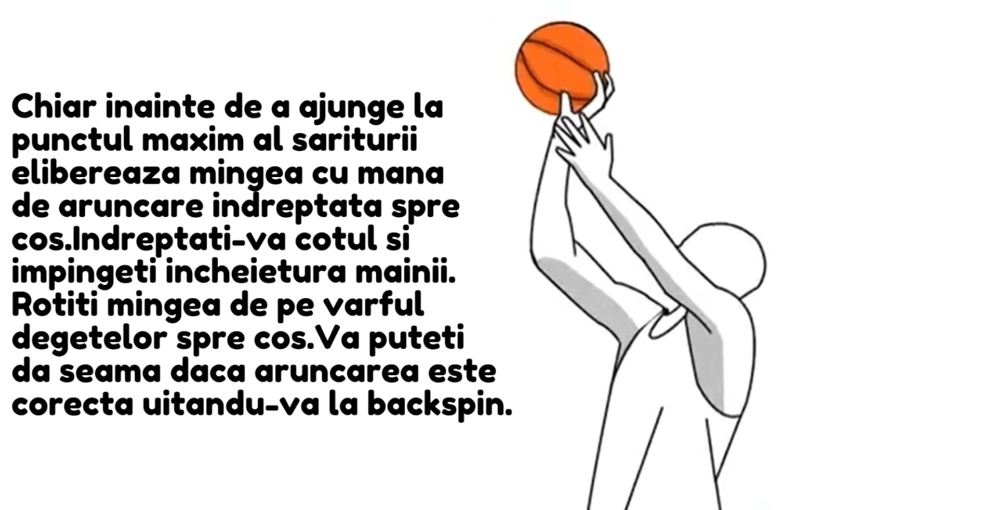 Chiar inainte de a ajunge la
punctul maxim al sariturii
elibereaza mingea cu mana
de aruncare indreptata spre
cos.Indreptati-va cotul si
impingeti incheietura mainii.
Rotiti mingea de pe varful
degetelor spre cos.Va puteti
da seama daca aruncarea este
corecta uitandu-va la backspin.